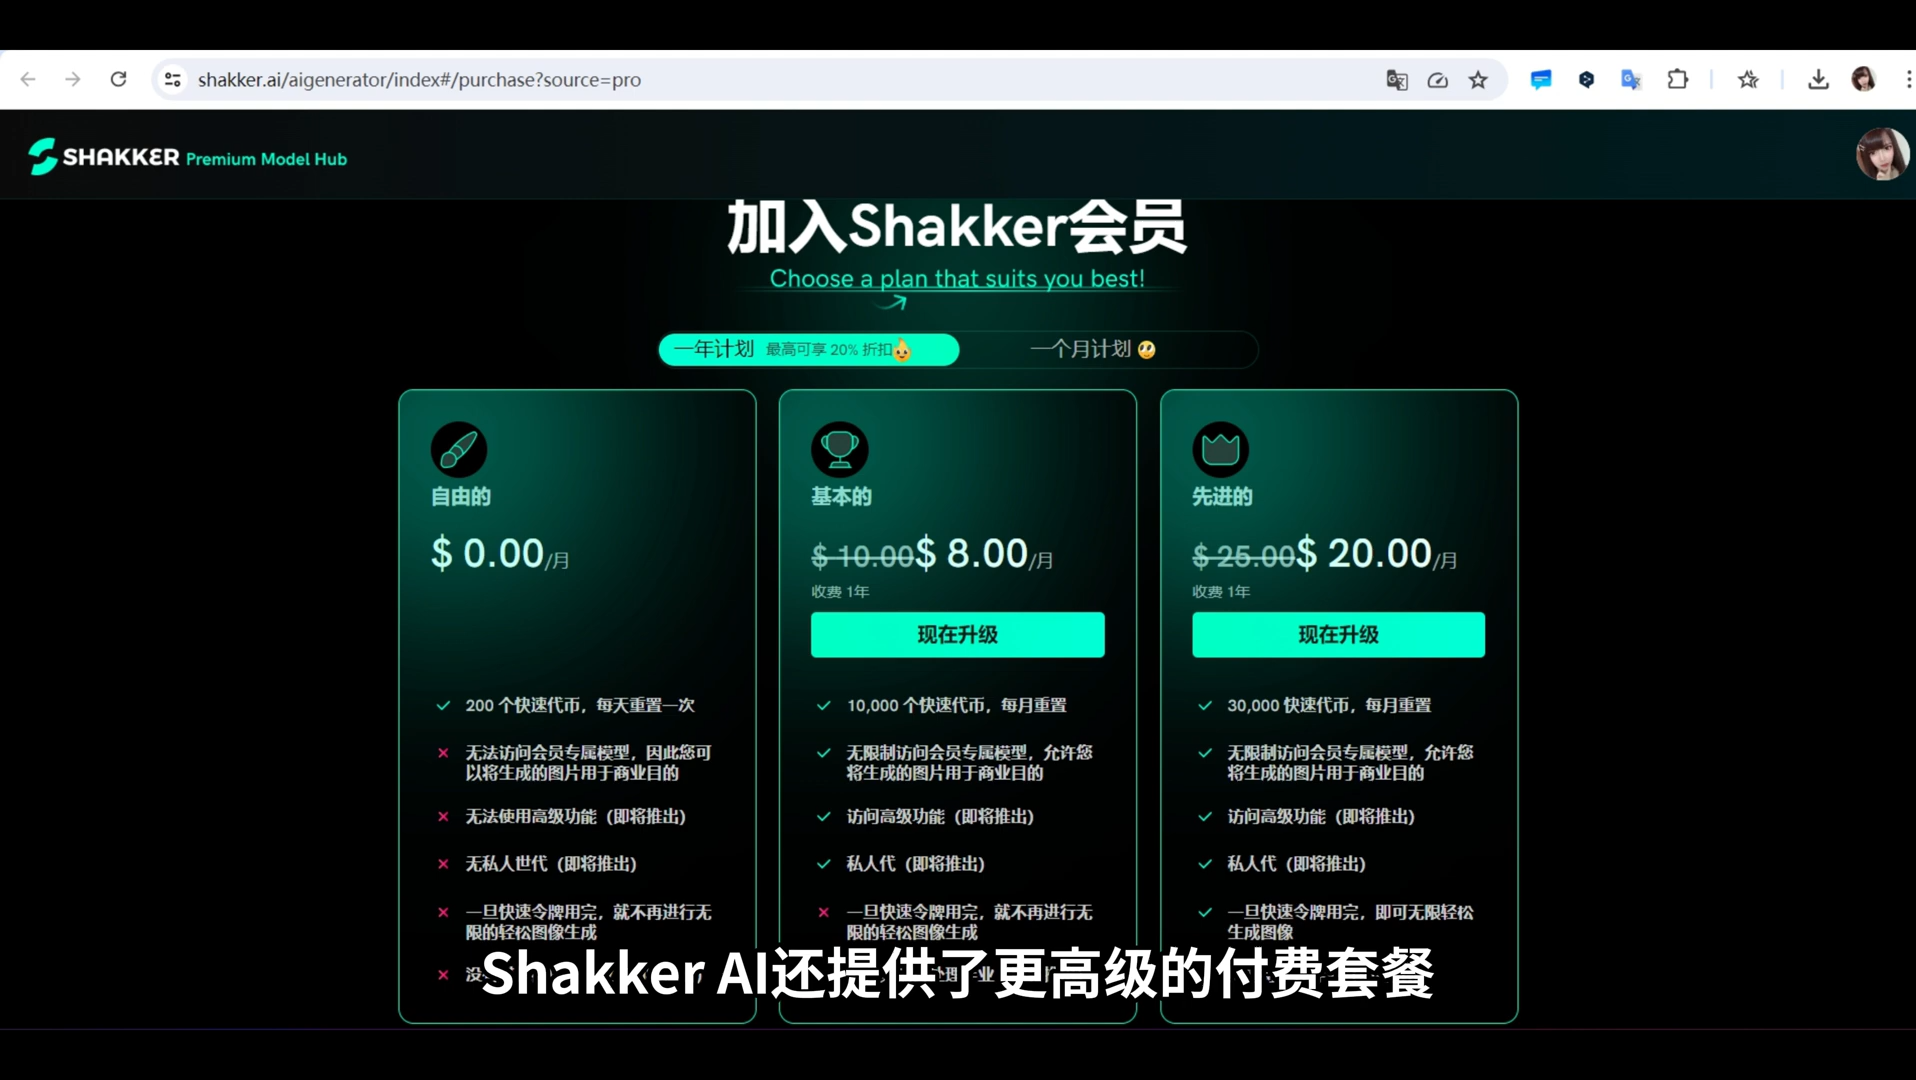 shakker.ai/aigenerator/index#/purchase?source=pro
SHAKKER Premium Model Hub
加入Shakker会员
Choose a plan that suits you best!
一年计划 最高可享 20% 折扣
一个月计划
自由的
$ 0.00/月
200 个快速代币，每天重置一次
无法访问会员专属模型，因此您可
以将生成的图片用于商业目的
无法使用高级功能（即将推出）
无私人世代（即将推出）
一旦快速令牌用完，就不再进行无
限的轻松图像生成
基本的
$ 10.00 $ 8.00/月
收费 1年
现在升级
10,000 个快速代币，每月重置
无限制访问会员专属模型，允许您
将生成的图片用于商业目的
访问高级功能（即将推出）
私人代（即将推出）
一旦快速令牌用完，就不再进行无
限的轻松图像生成
先进的
$ 25.00 $ 20.00/月
收费 1年
现在升级
30,000 快速代币，每月重置
无限制访问会员专属模型，允许您
将生成的图片用于商业目的
访问高级功能（即将推出）
私人代（即将推出）
一旦快速令牌用完，即可无限轻松
生成图像
Shakker AI还提供了更高级的付费套餐